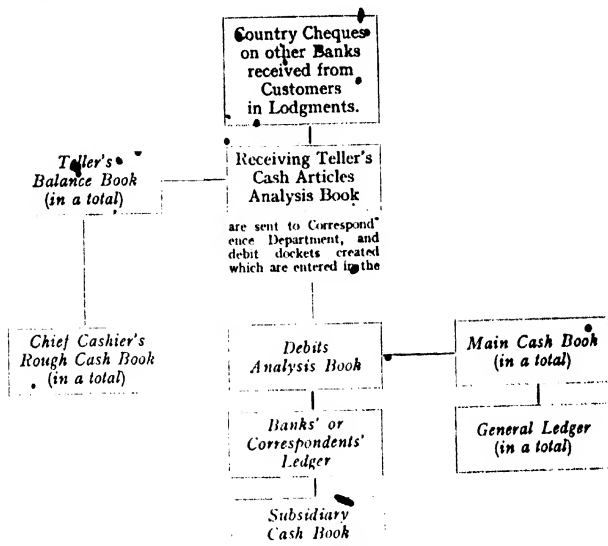 Country Cheques
on other Banks
received from
Customers
in Lodgments.
Teller's
Balance Book
(in a total)
Receiving Teller's
Cash Articles
Analysis Book
are sent to Correspond-
ence Department, and
debit dockets created
which are entered in the
Chief Cashier's
Rough Cash Book
(in a total)
Debits
Analysis Book
Main Cash Book
(in a total)
Banks' or
Correspondents'
Ledger
General Ledger
(in a total)
Subsidiary
Cash Book